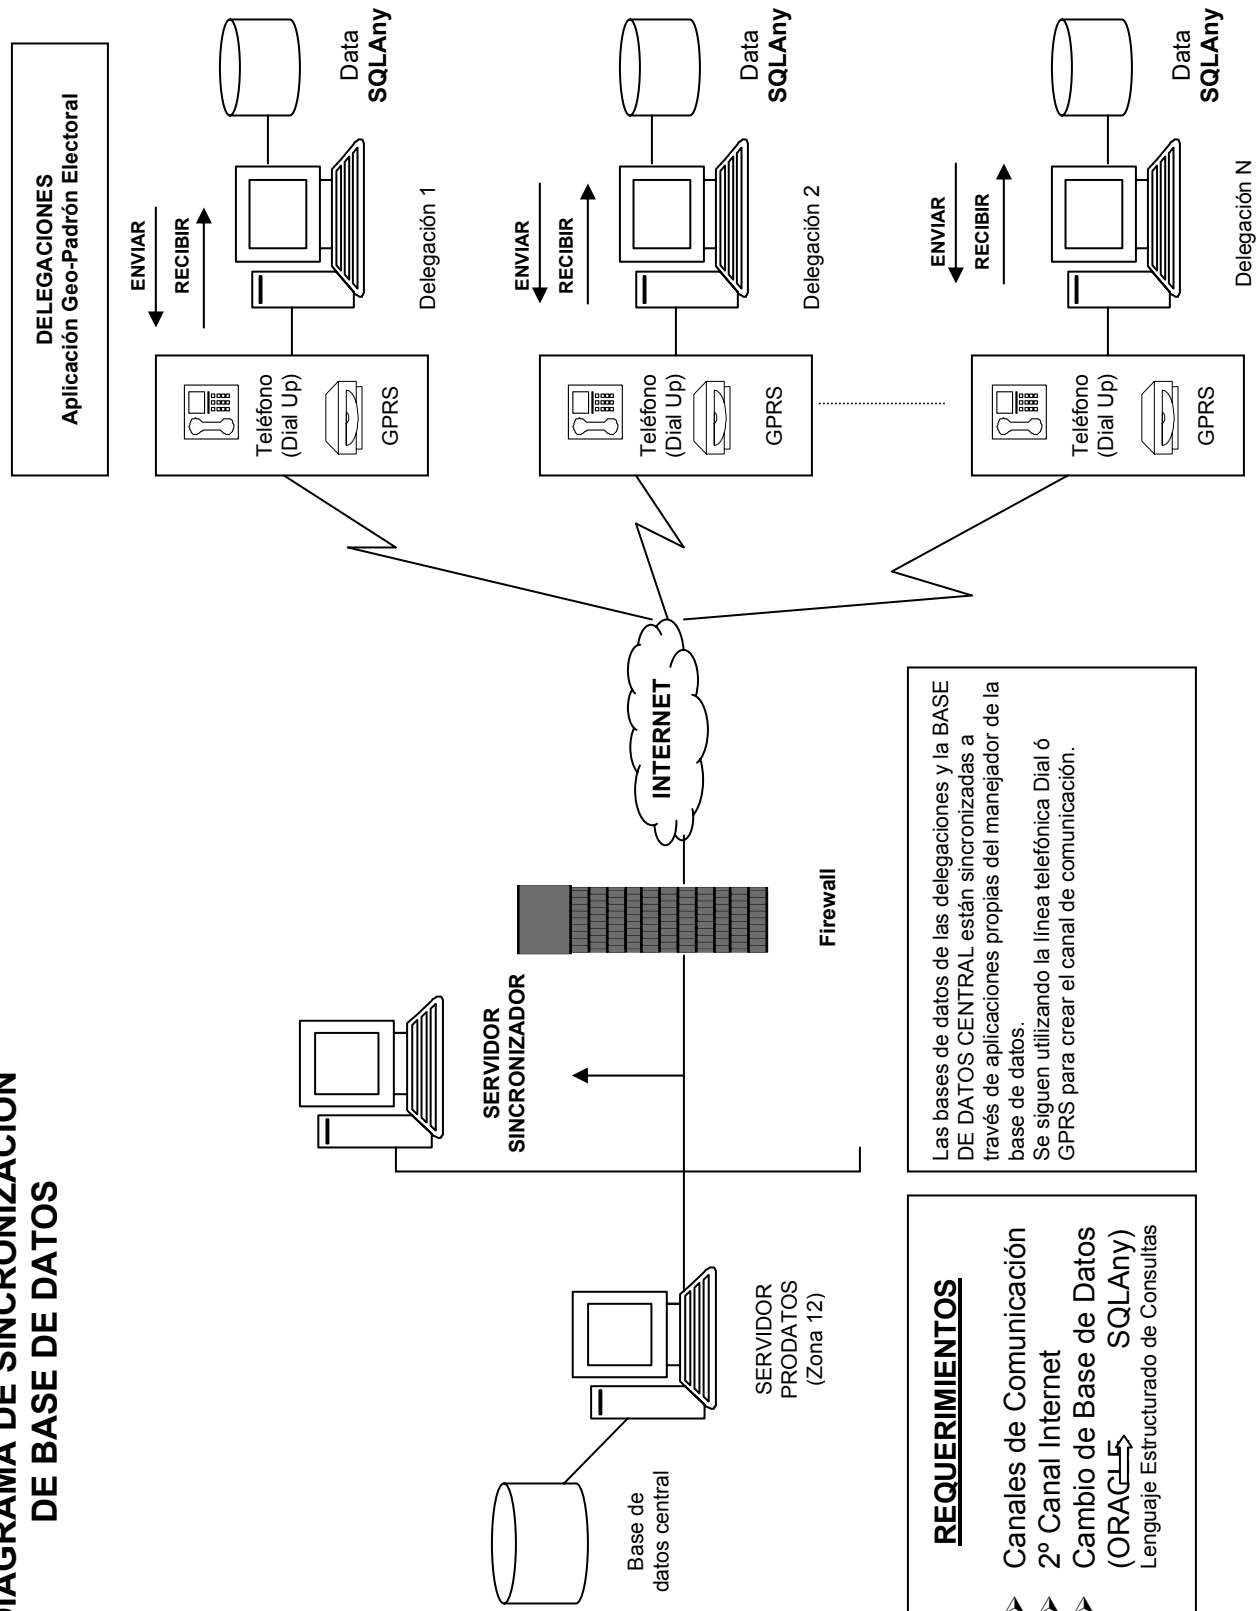 DIAGRAMA DE SINCRONIZACIÓN
DE BASE DE DATOS
DELEGACIONES
Aplicación Geo-Padrón Electoral
ENVIAR
RECIBIR
Data
SQLAny
Delegación 1
Teléfono
(Dial Up)
GPRS
ENVIAR
RECIBIR
Data
SQLAny
Delegación 2
Teléfono
(Dial Up)
GPRS
ENVIAR
RECIBIR
Data
SQLAny
Delegación N
Teléfono
(Dial Up)
GPRS
INTERNET
Firewall
SERVIDOR
SINCRONIZADOR
SERVIDOR
PRODATOS
(Zona 12)
Base de
datos central
REQUERIMIENTOS
Canales de Comunicación
2º Canal Internet
Cambio de Base de Datos
(ORACLE SQLAny)
Lenguaje Estructurado de Consultas
Las bases de datos de las delegaciones y la BASE
DE DATOS CENTRAL están sincronizadas a
través de aplicaciones propias del manejador de la
base de datos.
Se siguen utilizando la línea telefónica Dial ó
GPRS para crear el canal de comunicación.